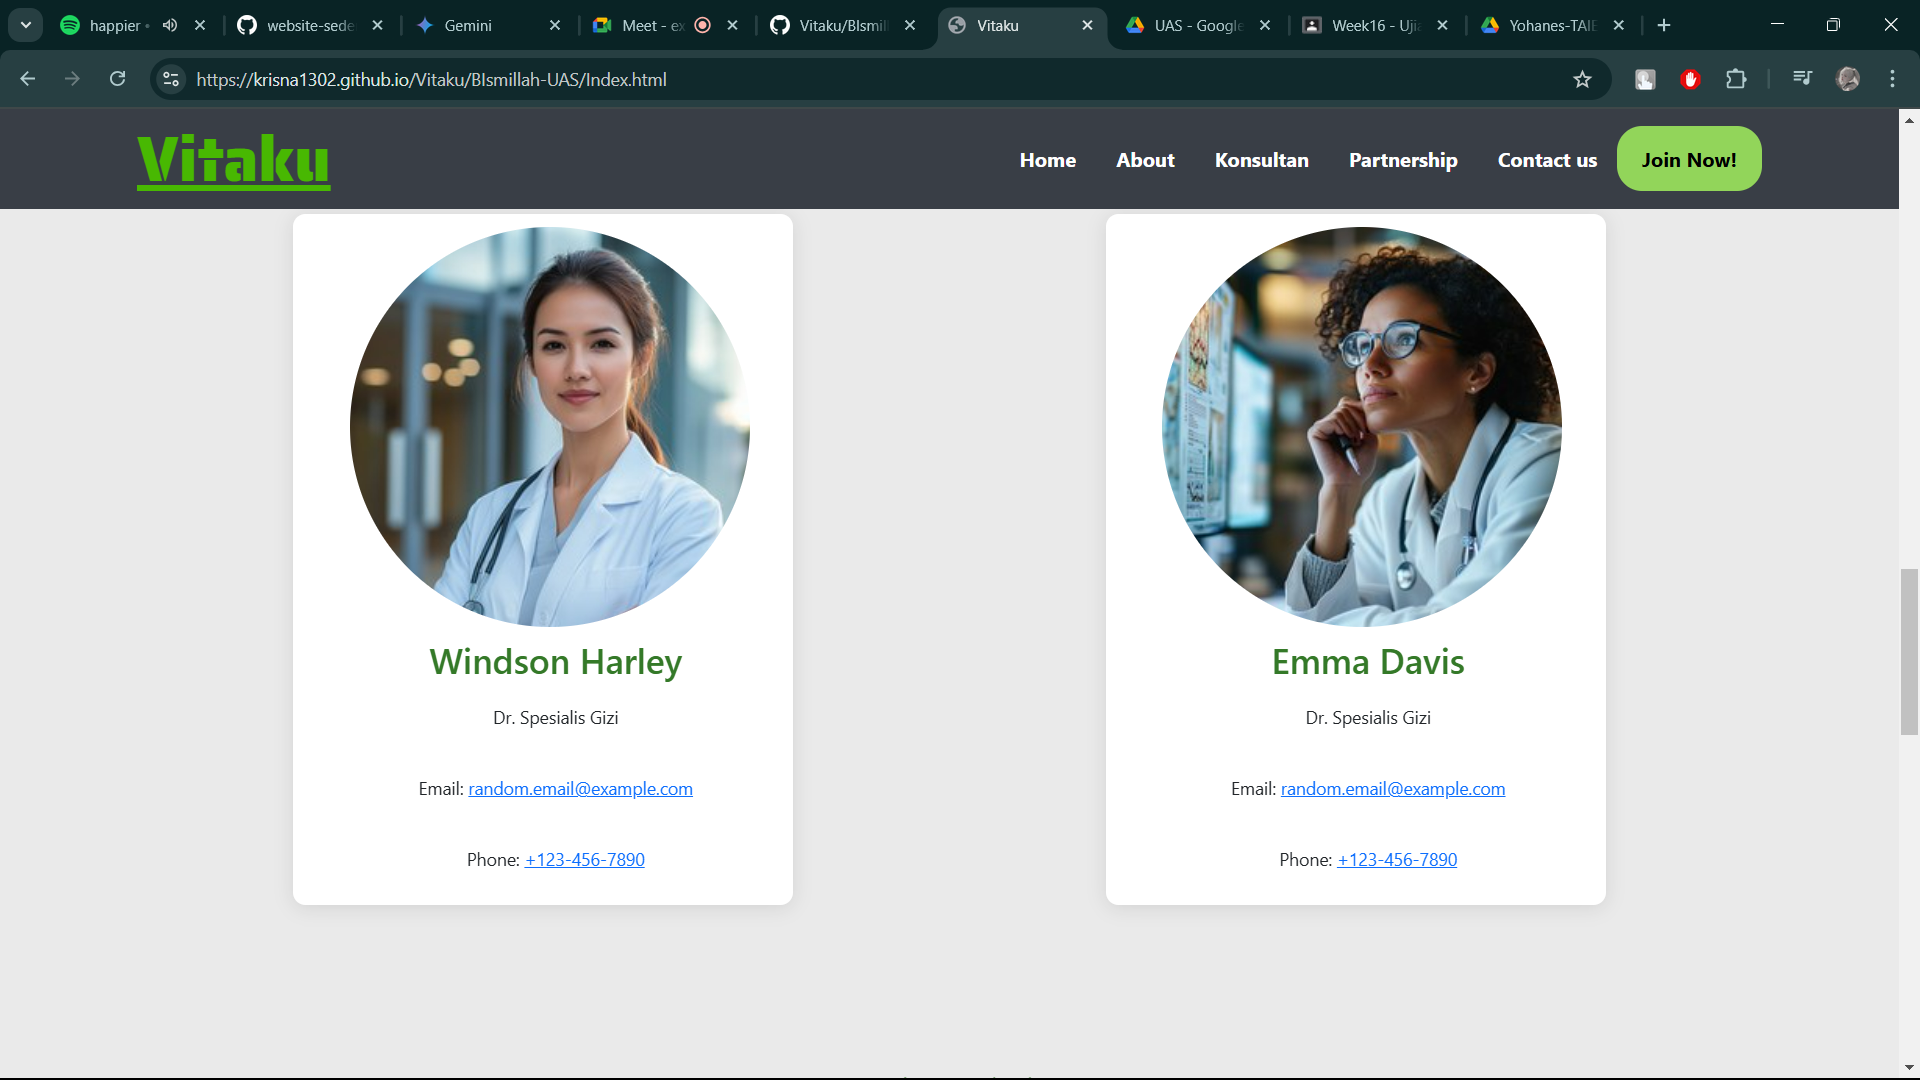 happier •
website-sede
Gemini
Meet - ex
Vitaku/BIsmil
Vitaku
UAS - Google
Week16 - Uji
Yohanes-TAIE
https://krisna1302.github.io/Vitaku/BIsmillah-UAS/Index.html
Vitaku
Home
About
Konsultan
Partnership
Contact us
Join Now!
Windson Harley
Dr. Spesialis Gizi
Email: random.email@example.com
Phone: +123-456-7890
Emma Davis
Dr. Spesialis Gizi
Email: random.email@example.com
Phone: +123-456-7890